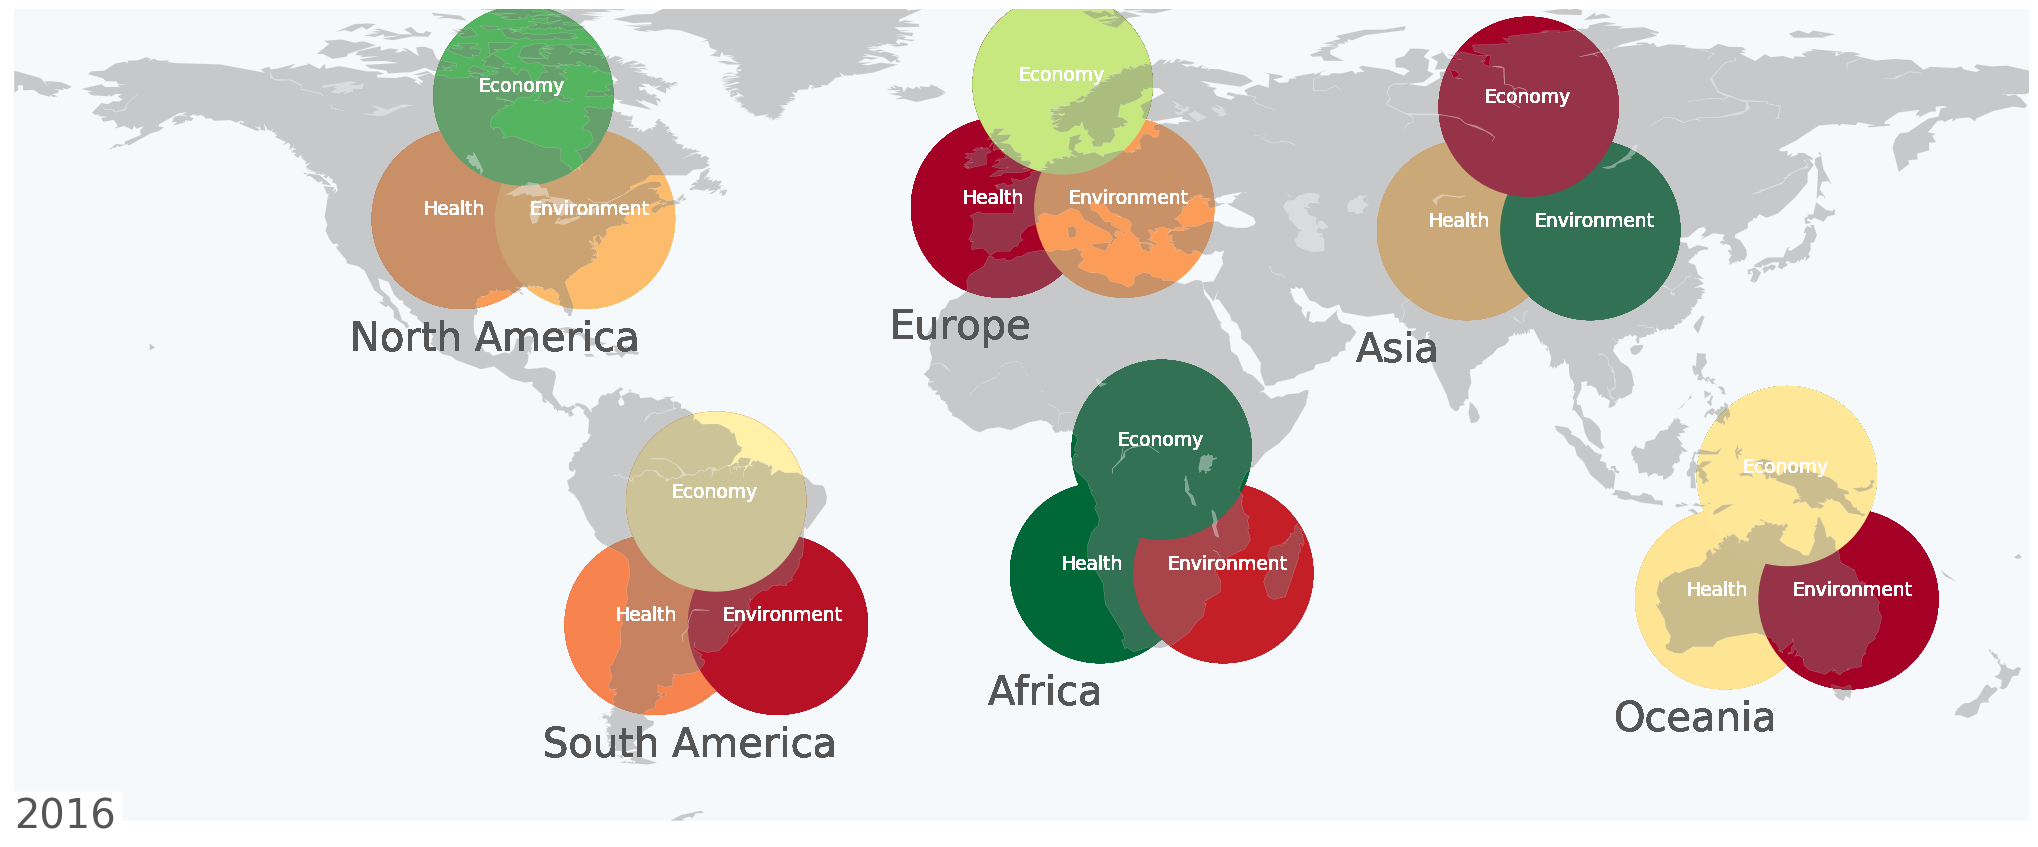 Economy
Health
Environment
North America
Economy
Health
Environment
Europe
Economy
Health
Environment
Asia
Economy
Health
Environment
South America
Economy
Health
Environment
Africa
Economy
Health
Environment
Oceania
2016